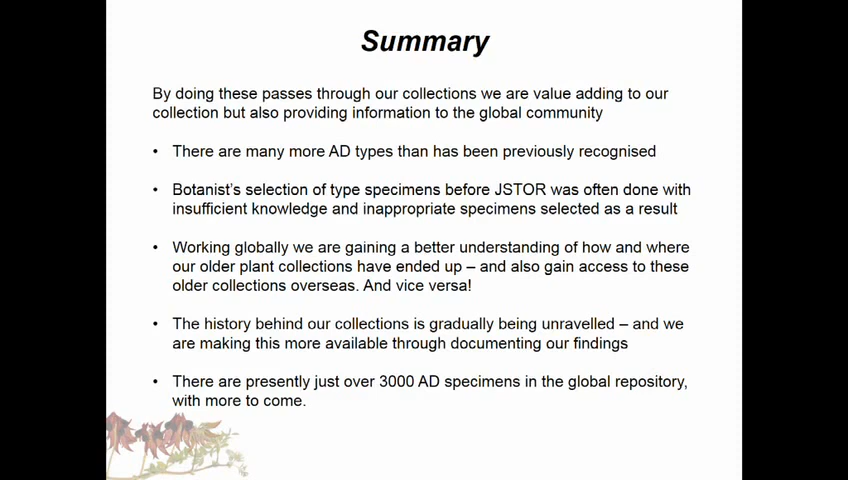 Summary
By doing these passes through our collections we are value adding to our
collection but also providing information to the global community
• There are many more AD types than has been previously recognised
• Botanist's selection of type specimens before JSTOR was often done with
insufficient knowledge and inappropriate specimens selected as a result
• Working globally we are gaining a better understanding of how and where
our older plant collections have ended up – and also gain access to these
older collections overseas. And vice versa!
• The history behind our collections is gradually being unravelled – and we
are making this more available through documenting our findings
• There are presently just over 3000 AD specimens in the global repository,
with more to come.